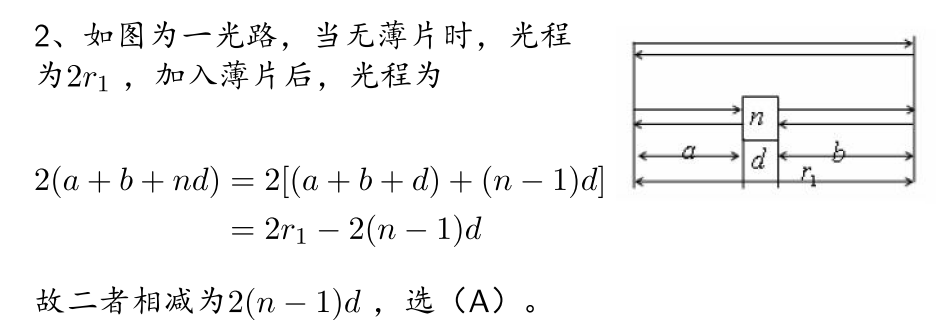 2、如图为一光路，当无薄片时，光程
为2r₁ ，加入薄片后，光程为
2(a + b + nd) = 2[(a + b + d) + (n − 1)d]
= 2r₁ − 2(n − 1)d
故二者相减为2(n − 1)d ，选（A）。
n
a d b
r₁